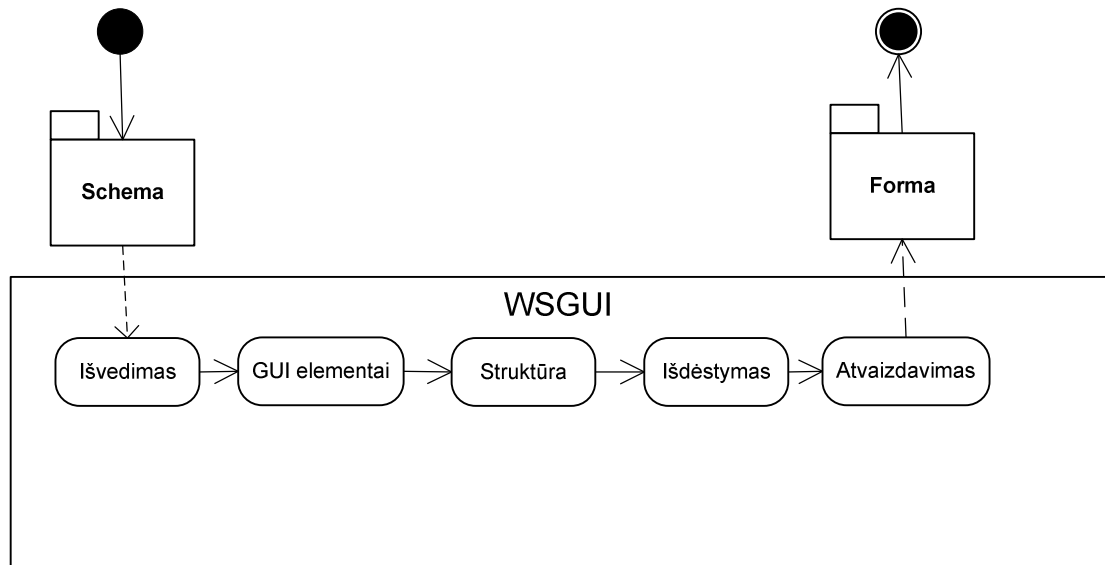 Schema
Forma
WSGUI
Išvedimas
GUI elementai
Struktūra
Išdėstymas
Atvaizdavimas